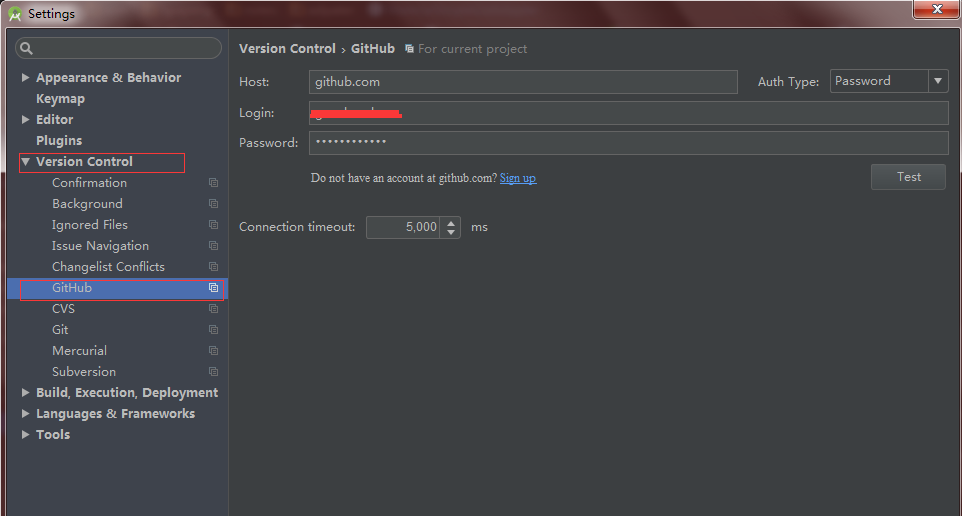 Settings
Appearance & Behavior
Keymap
Editor
Plugins
Version Control
Confirmation
Background
Ignored Files
Issue Navigation
Changelist Conflicts
GitHub
CVS
Git
Mercurial
Subversion
Build, Execution, Deployment
Languages & Frameworks
Tools
Version Control › GitHub For current project
Host: github.com Auth Type: Password
Login:
Password: ••••••••••••
Do not have an account at github.com? Sign up
Test
Connection timeout: 5,000 ms